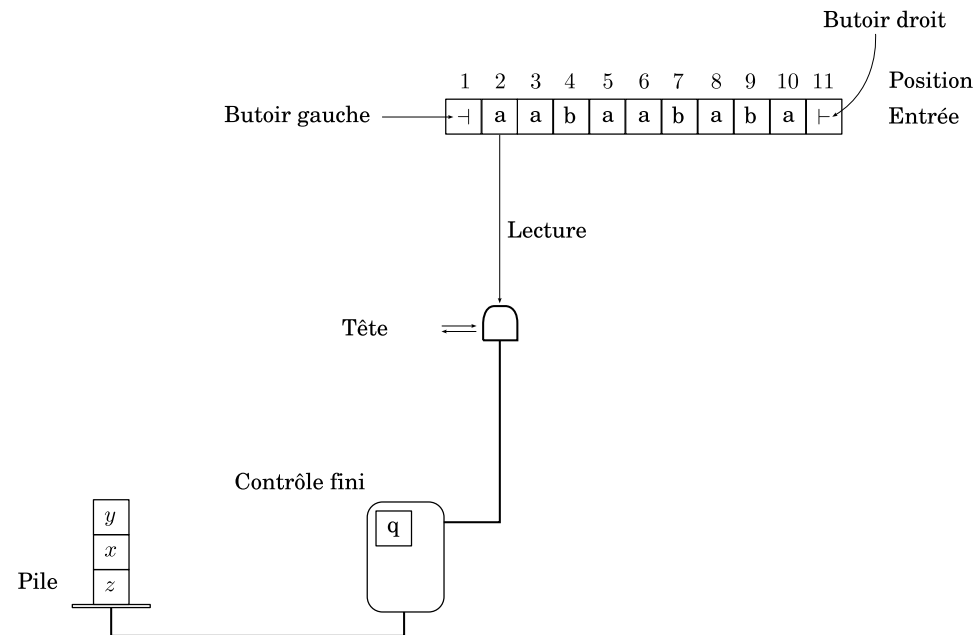 Butoir droit
1 2 3 4 5 6 7 8 9 10 11 Position
Butoir gauche ⊣ a a b a a b a b a ⊢ Entrée
Lecture
Tête
Contrôle fini
q
y
x
z
Pile